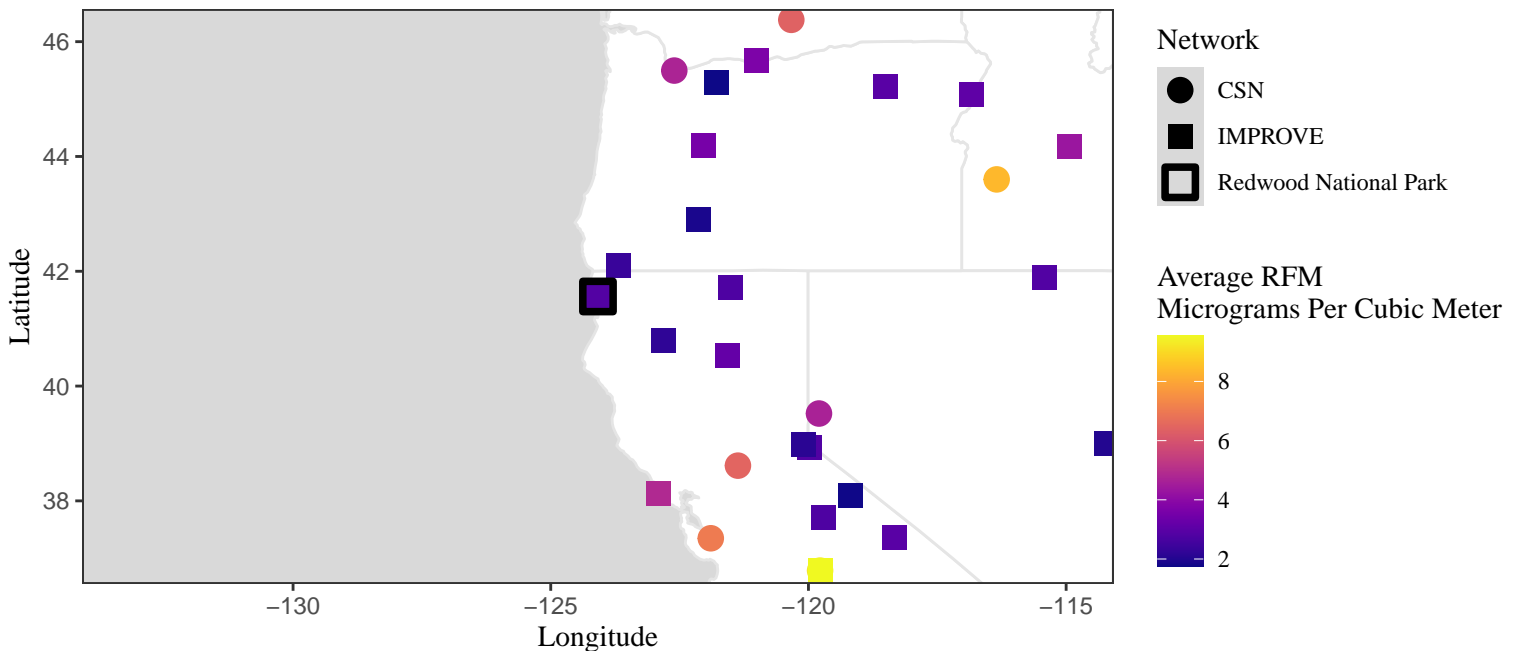 46
44
42
40
38
Latitude
−130
−125
−120
−115
Longitude
Network
CSN
IMPROVE
Redwood National Park
Average RFM
Micrograms Per Cubic Meter
8
6
4
2